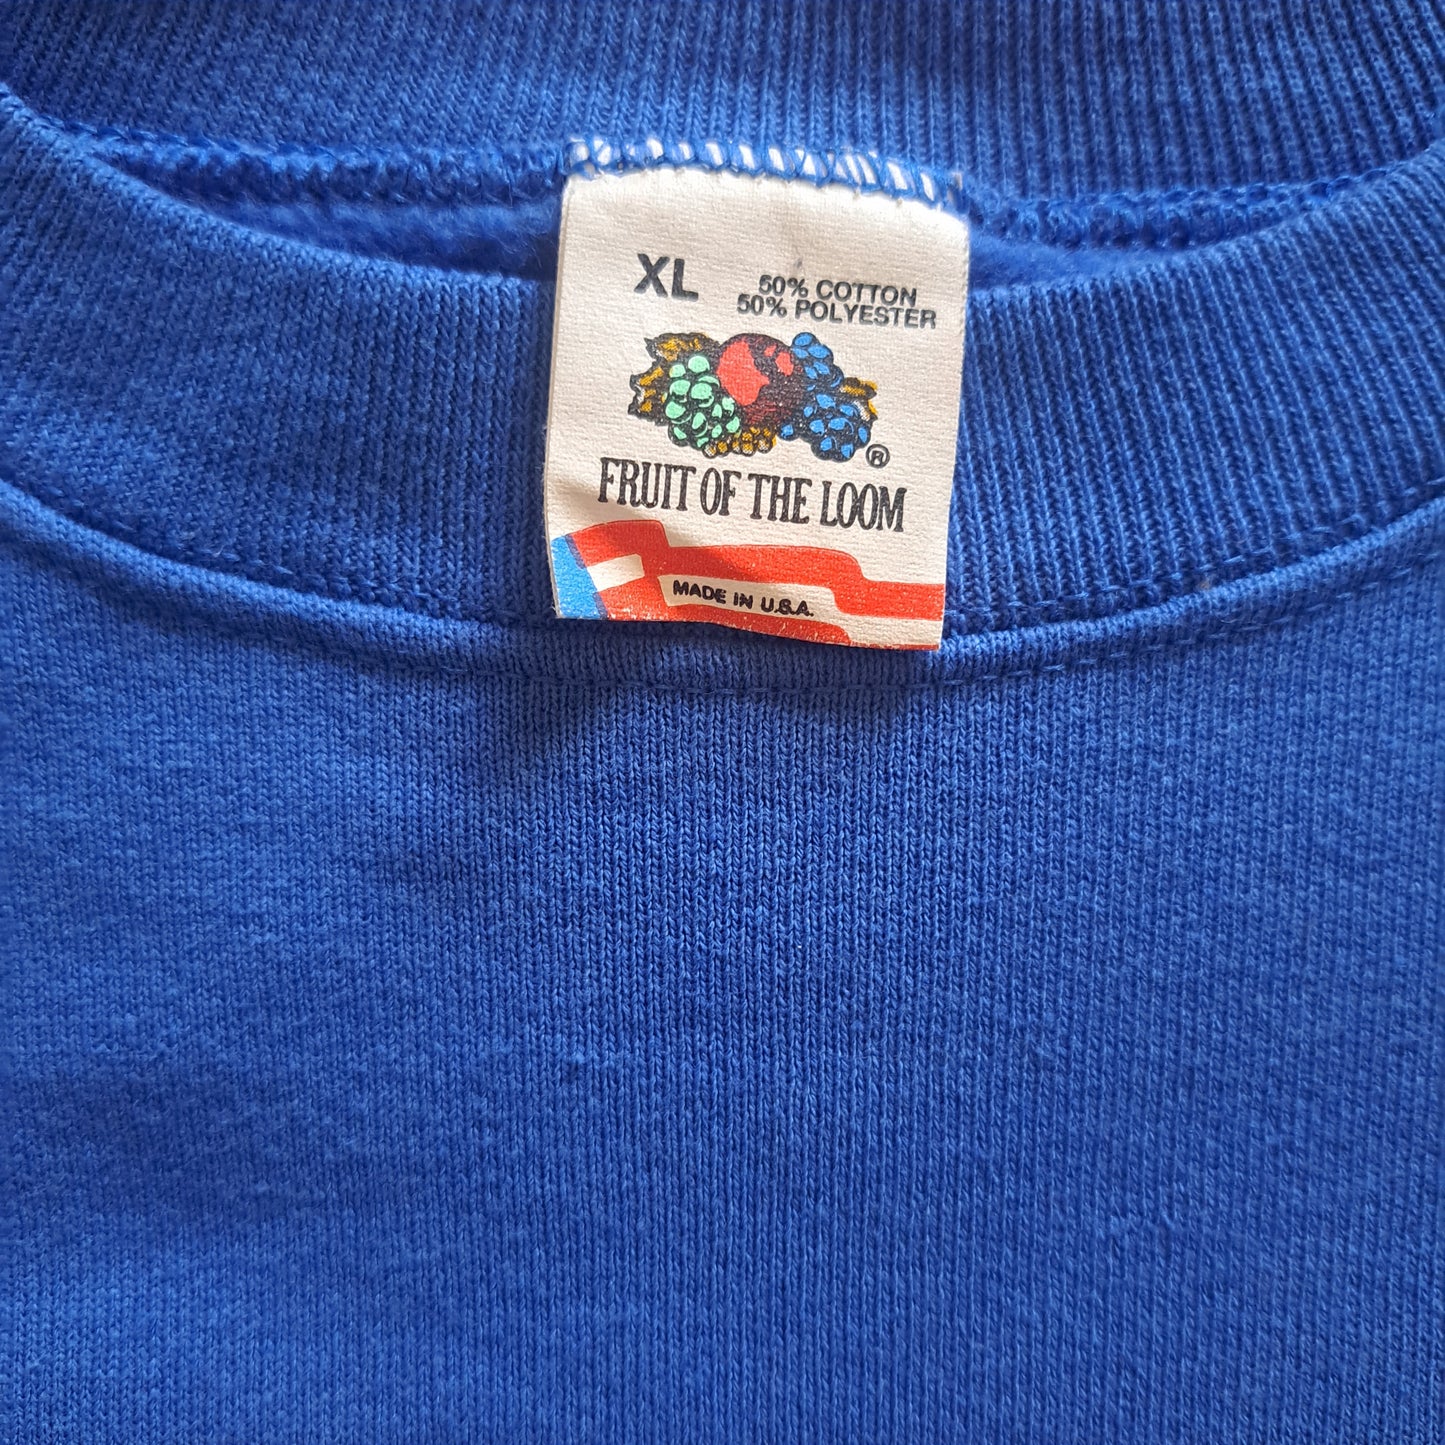 XL
50% COTTON
50% POLYESTER
®
FRUIT OF THE LOOM
MADE IN U.S.A.